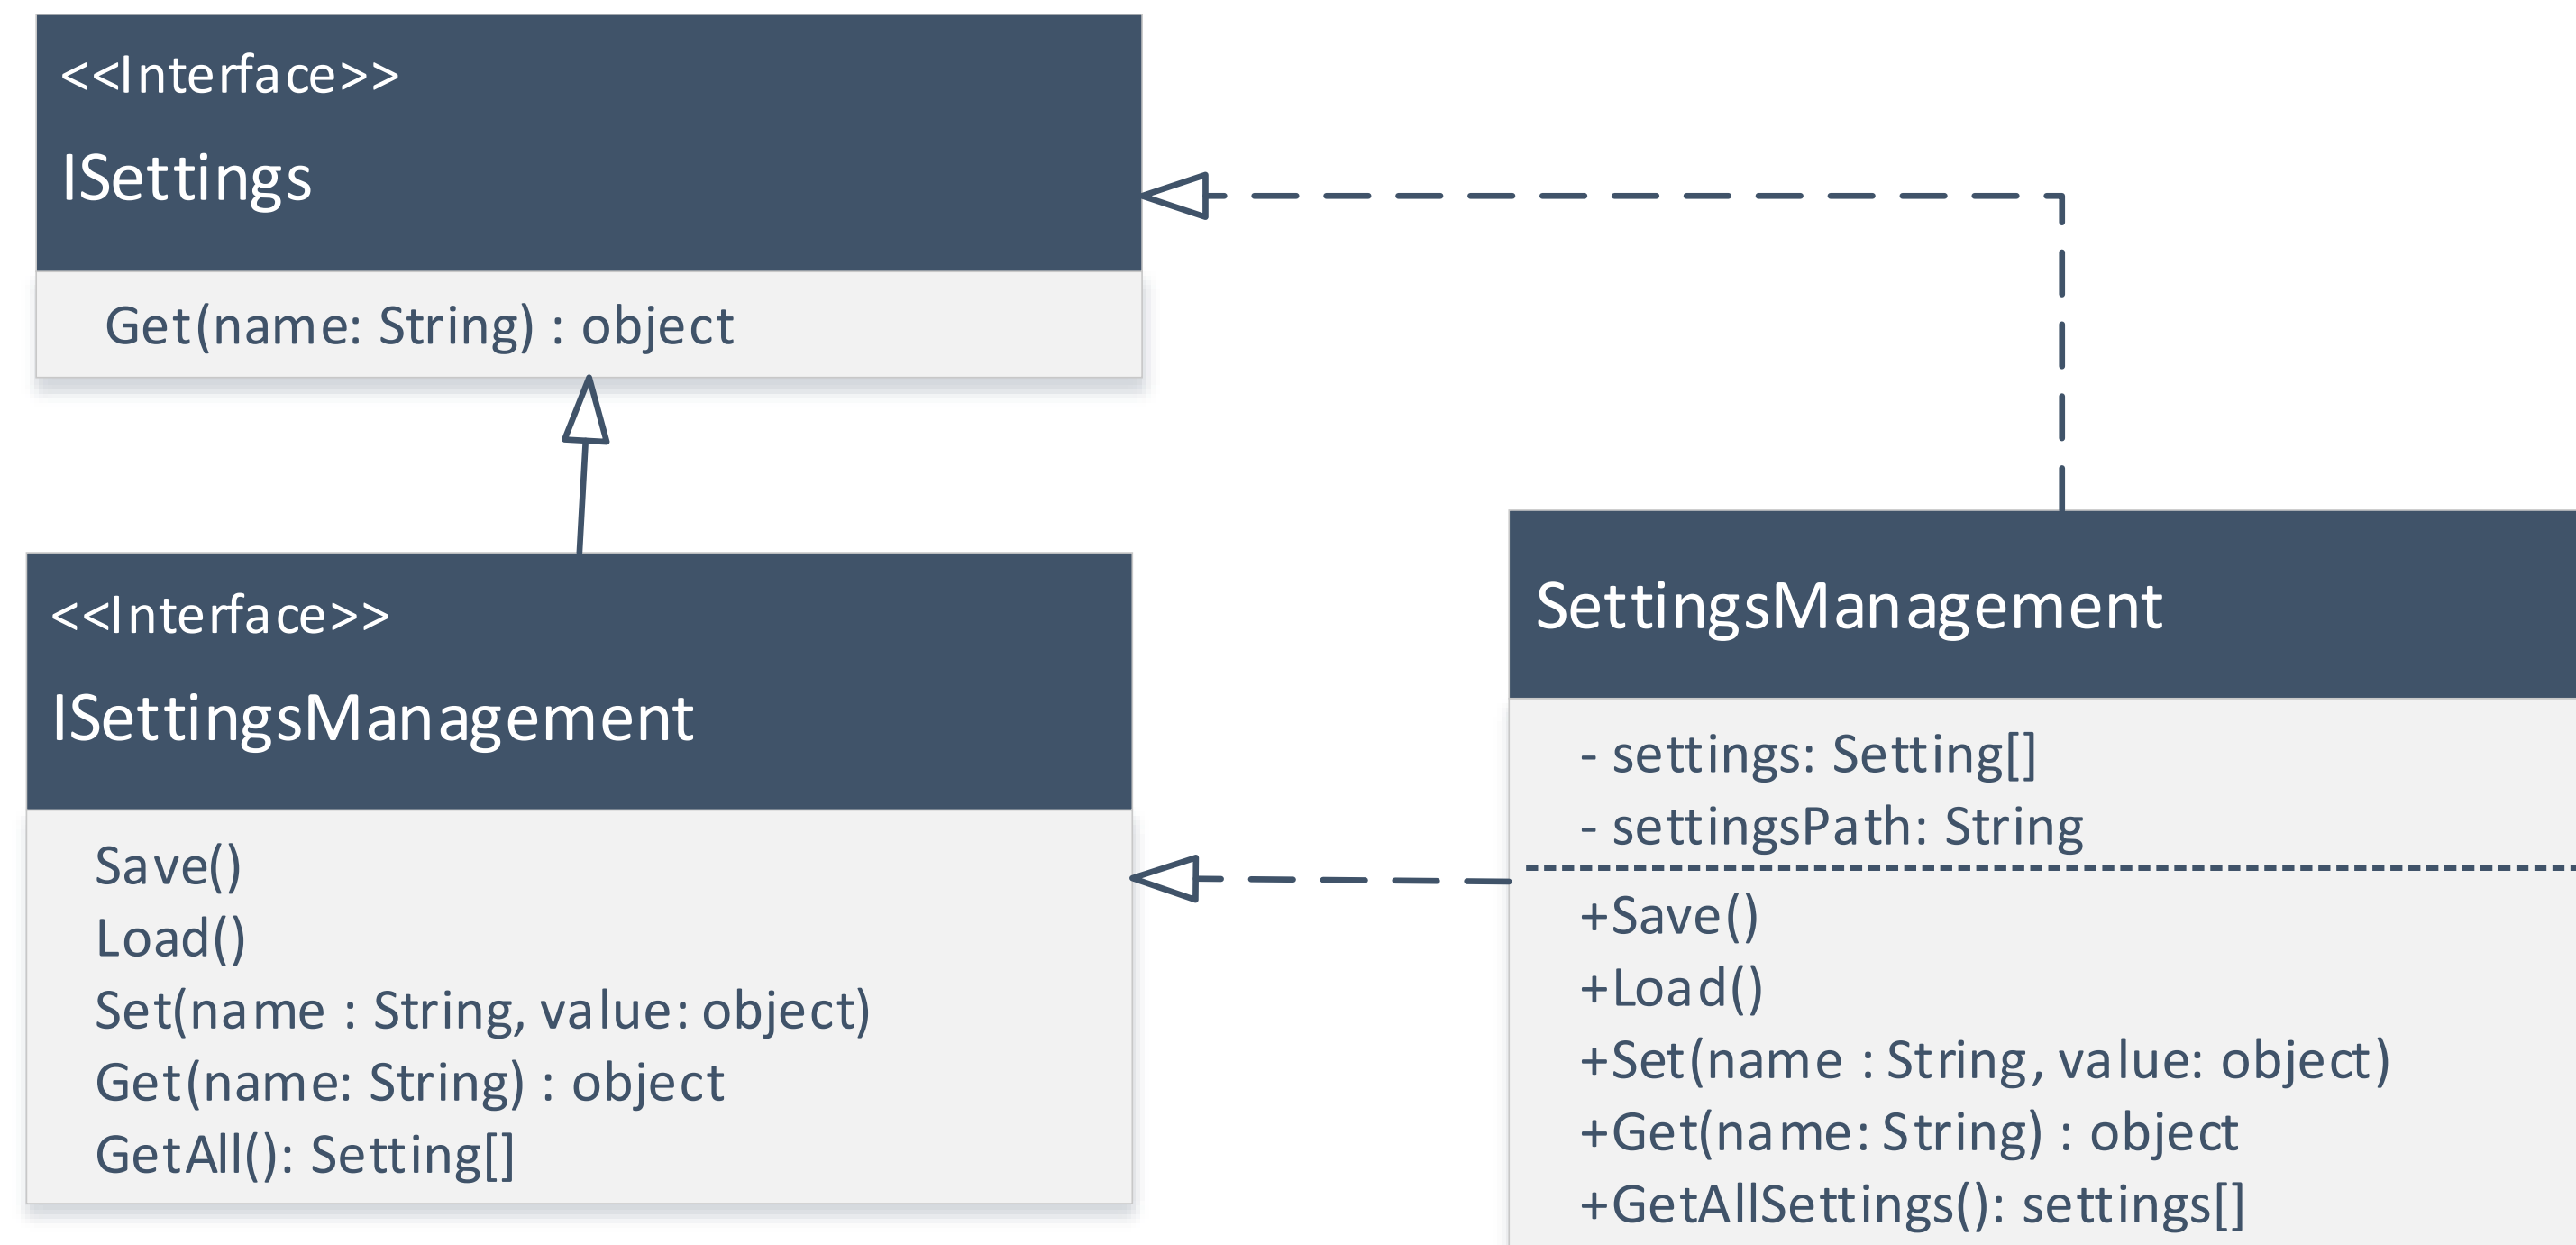 <<Interface>>
ISettings
Get(name: String) : object
<<Interface>>
ISettingsManagement
Save()
Load()
Set(name : String, value: object)
Get(name: String) : object
GetAll(): Setting[]
SettingsManagement
- settings: Setting[]
- settingsPath: String
+Save()
+Load()
+Set(name : String, value: object)
+Get(name: String) : object
+GetAllSettings(): settings[]